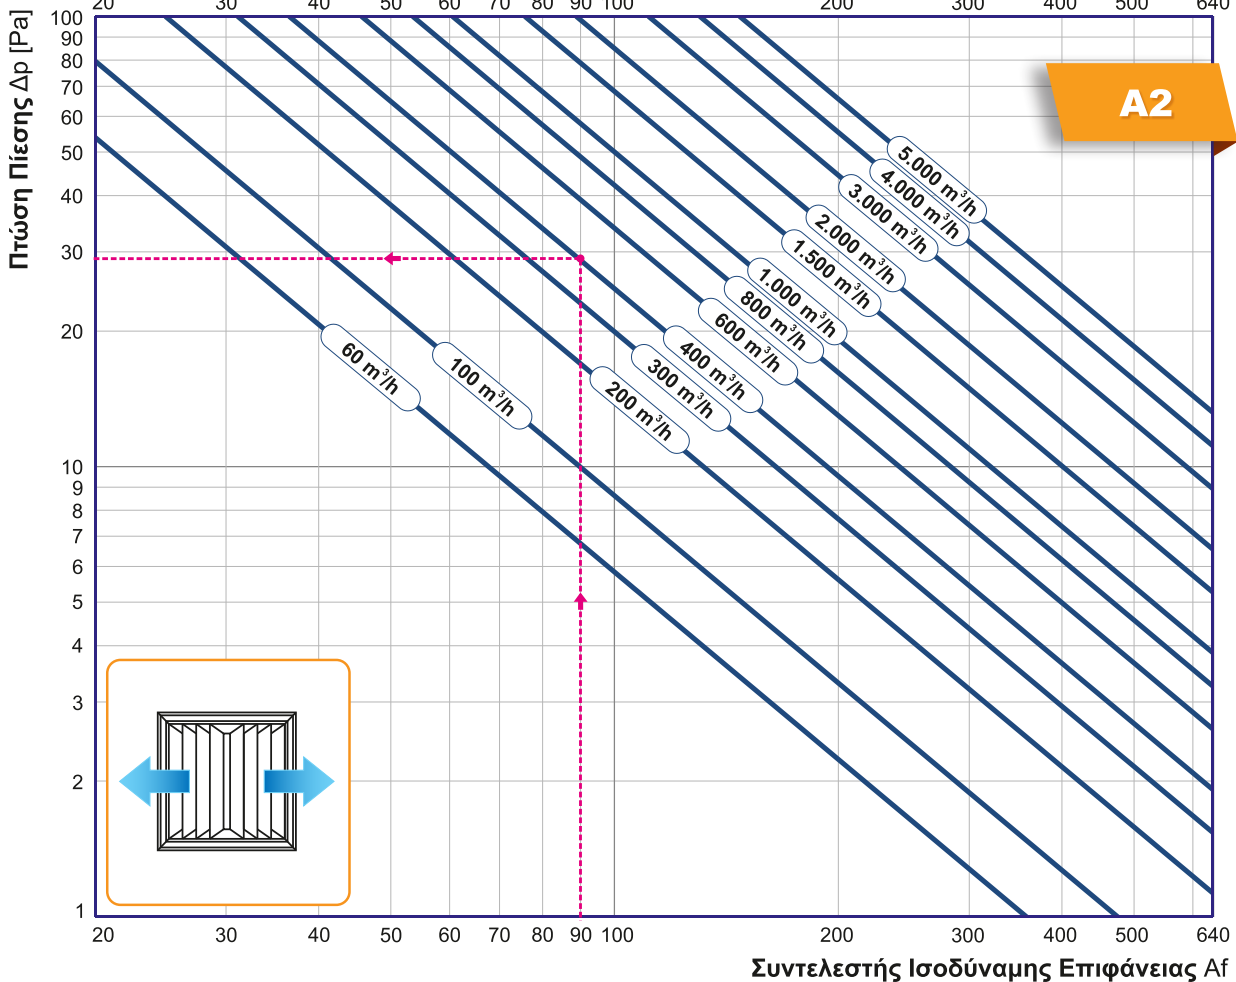 20 30 40 50 60 70 80 90 100 200 300 400 500 640
Πτώση Πίεσης Δp [Pa]
100
90
80
70
60
50
40
30
20
10
9
8
7
6
5
4
3
2
1
A2
5.000 m³/h
4.000 m³/h
3.000 m³/h
2.000 m³/h
1.500 m³/h
1.000 m³/h
800 m³/h
600 m³/h
400 m³/h
300 m³/h
200 m³/h
100 m³/h
60 m³/h
20 30 40 50 60 70 80 90 100 200 300 400 500 640
Συντελεστής Ισοδύναμης Επιφάνειας Af